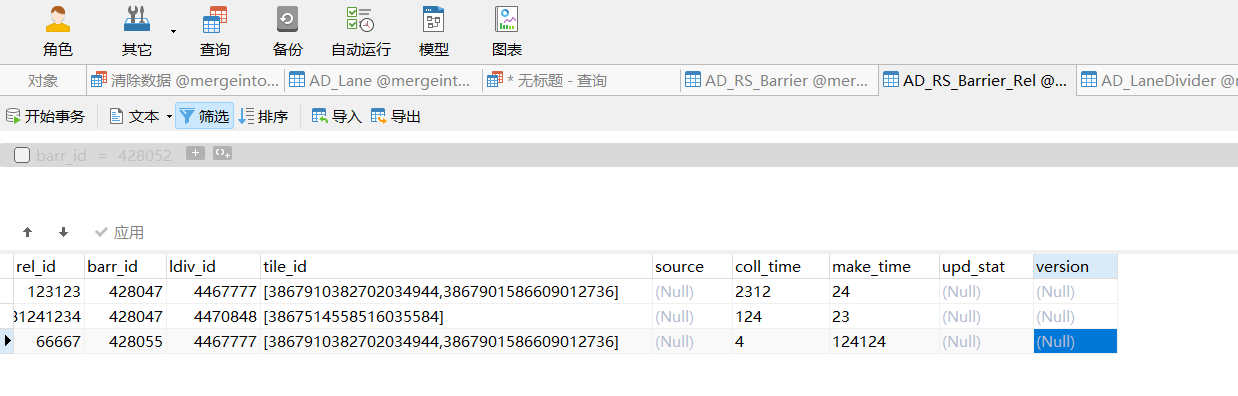 角色 其它 查询 备份 自动运行 模型 图表
对象 清除数据 @mergeinto... AD_Lane @mergeint... * 无标题 - 查询 AD_RS_Barrier @mer... AD_RS_Barrier_Rel @... AD_LaneDivider @r
开始事务 文本 筛选 排序 导入 导出
barr_id = 428052
应用
rel_id barr_id ldiv_id tile_id source coll_time make_time upd_stat version
123123 428047 4467777 [3867910382702034944,3867901586609012736] (Null) 2312 24 (Null) (Null)
31241234 428047 4470848 [3867514558516035584] (Null) 124 23 (Null) (Null)
66667 428055 4467777 [3867910382702034944,3867901586609012736] (Null) 4 124124 (Null) (Null)